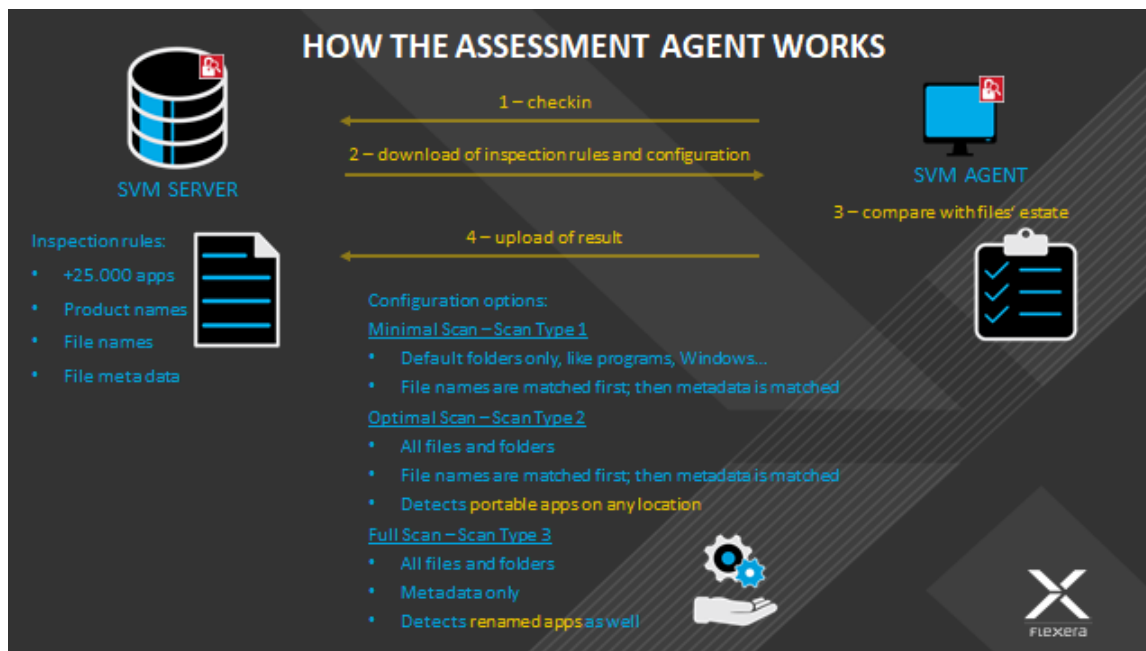 HOW THE ASSESSMENT AGENT WORKS
1 – checkin
2 – download of inspection rules and configuration
SVM SERVER
SVM AGENT
3 – compare with files' estate
4 – upload of result
Inspection rules:
• +25.000 apps
• Product names
• File names
• File meta data
Configuration options:
Minimal Scan – Scan Type 1
• Default folders only, like programs, Windows...
• File names are matched first; then metadata is matched
Optimal Scan – Scan Type 2
• All files and folders
• File names are matched first; then metadata is matched
• Detects portable apps on any location
Full Scan – Scan Type 3
• All files and folders
• Metadata only
• Detects renamed apps as well
FLEXera